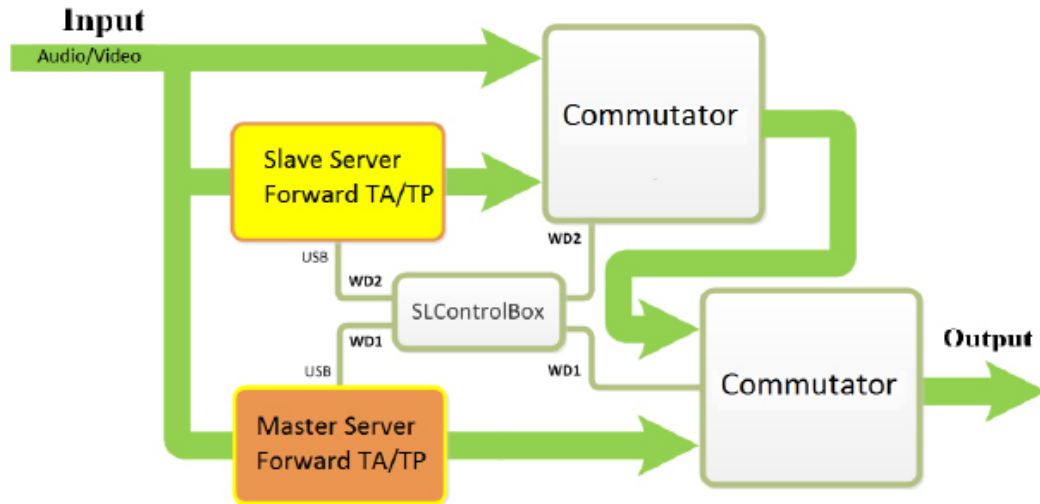 Input
Audio/Video
Commutator
Slave Server
Forward TA/TP
USB
WD2
WD2
SLControlBox
WD1
USB
WD1
Output
Commutator
Master Server
Forward TA/TP